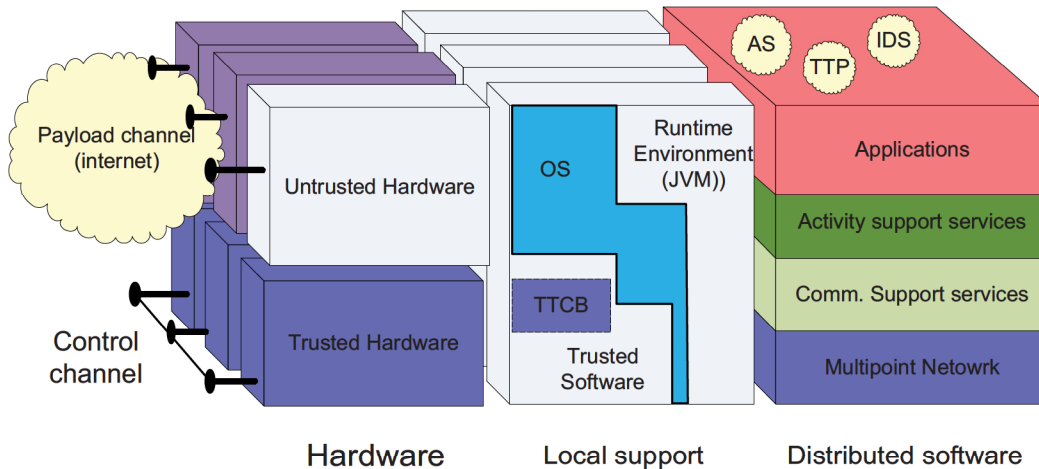 AS
IDS
TTP
Payload channel
(internet)
Untrusted Hardware
OS
Runtime
Environment
(JVM))
Applications
Activity support services
TTCB
Comm. Support services
Control
channel
Trusted Hardware
Trusted
Software
Multipoint Netowrk
Hardware
Local support
Distributed software